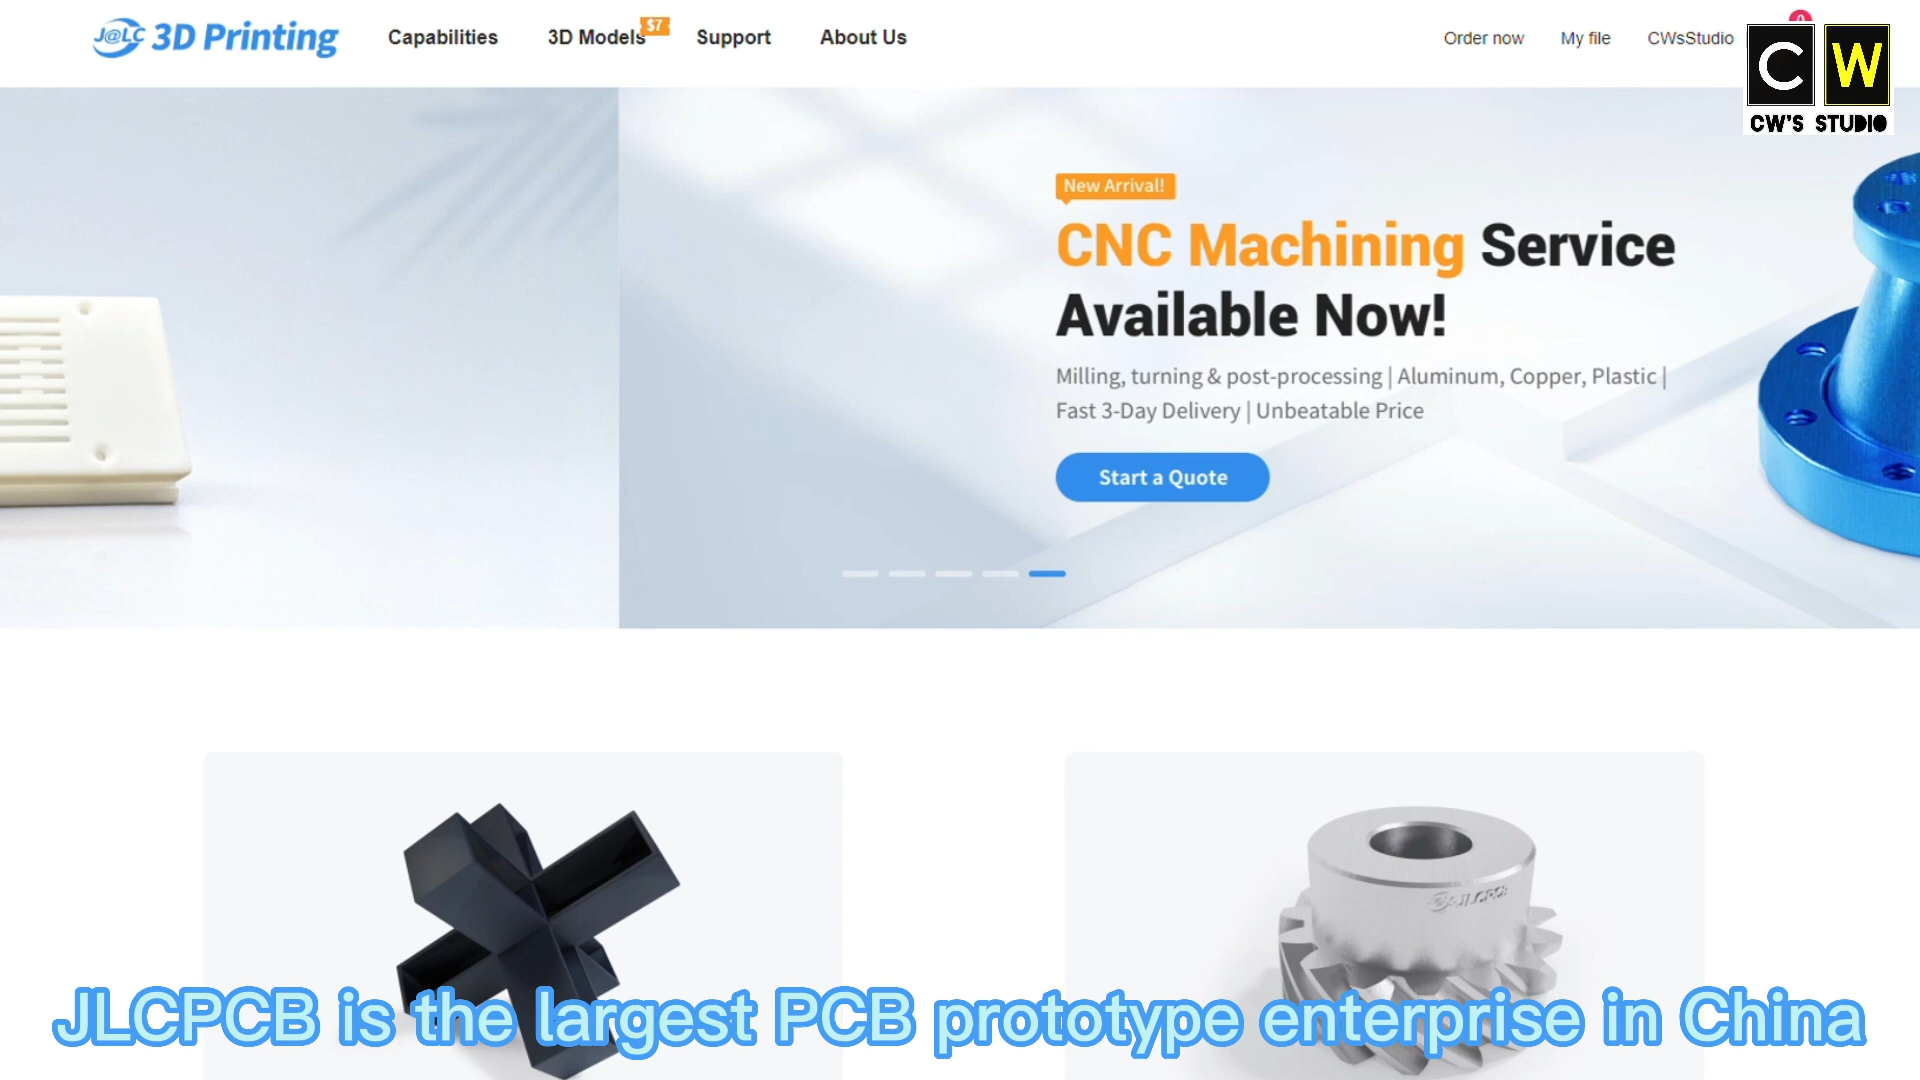 J@LC 3D Printing
Capabilities
3D Models
$7
Support
About Us
Order now
My file
CWsStudio
0
C W
CW'S STUDIO
New Arrival!
CNC Machining Service
Available Now!
Milling, turning & post-processing | Aluminum, Copper, Plastic |
Fast 3-Day Delivery | Unbeatable Price
Start a Quote
JLCPCB
JLCPCB is the largest PCB prototype enterprise in China